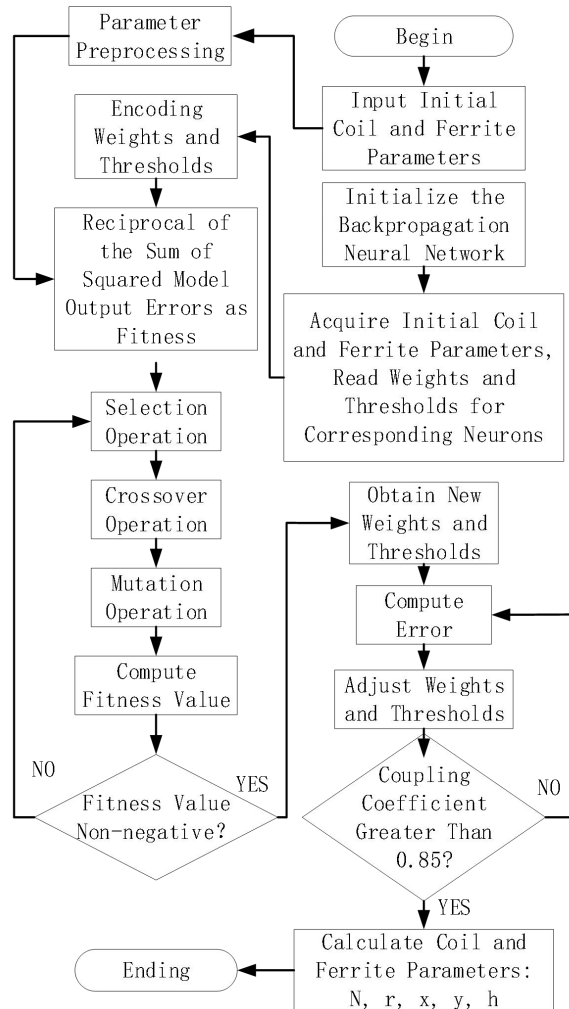 Begin
Input Initial
Coil and Ferrite
Parameters
Parameter
Preprocessing
Initialize the
Backpropagation
Neural Network
Acquire Initial Coil
and Ferrite Parameters,
Read Weights and
Thresholds for
Corresponding Neurons
Encoding
Weights and
Thresholds
Reciprocal of
the Sum of
Squared Model
Output Errors as
Fitness
Selection
Operation
Crossover
Operation
Mutation
Operation
Compute
Fitness Value
Fitness Value
Non-negative?
NO
YES
Obtain New
Weights and
Thresholds
Compute
Error
Adjust Weights
and Thresholds
Coupling
Coefficient
Greater Than
0.85?
NO
YES
Calculate Coil and
Ferrite Parameters:
N, r, x, y, h
Ending